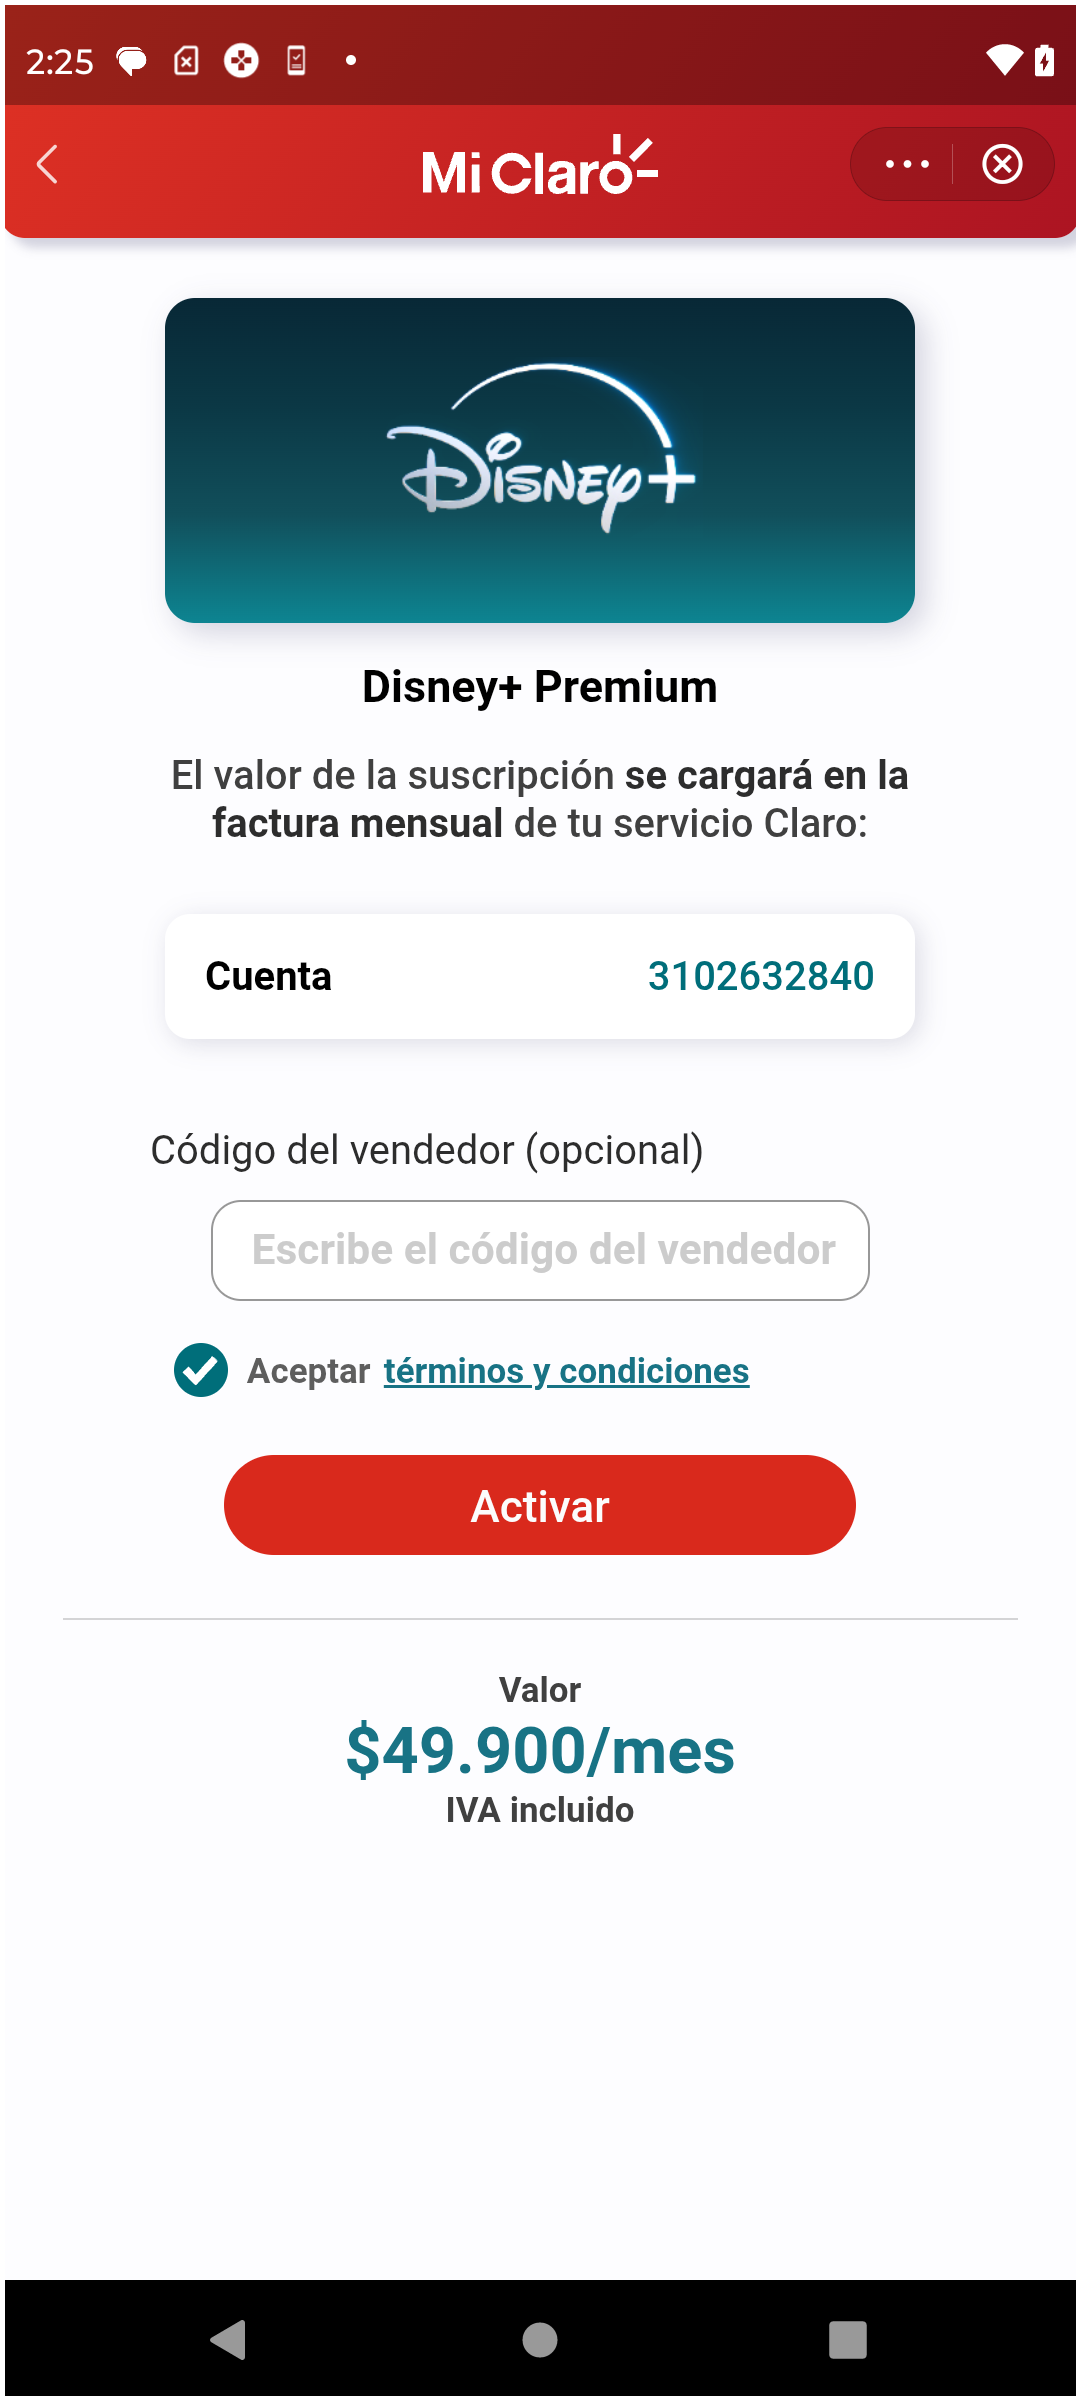 2:25
Mi Claro
Disney+
Disney+ Premium
El valor de la suscripción se cargará en la
factura mensual de tu servicio Claro:
Cuenta 3102632840
Código del vendedor (opcional)
Escribe el código del vendedor
Aceptar términos y condiciones
Activar
Valor
$49.900/mes
IVA incluido